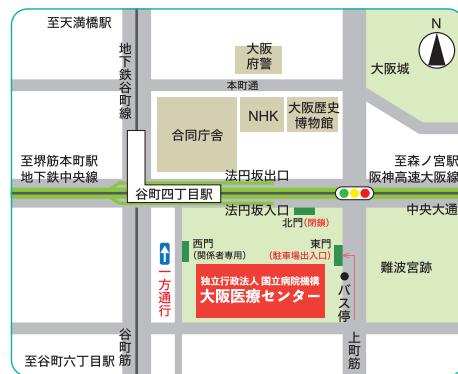 至天満橋駅
N
大阪
府警
地下鉄谷町線
大阪城
本町通
合同庁舎
NHK
大阪歴史
博物館
至堺筋本町駅
地下鉄中央線
法円坂出口
至森ノ宮駅
阪神高速大阪線
谷町四丁目駅
法円坂入口
中央大通
北門(閉鎖)
西門
(関係者専用)
東門
(駐車場出入口)
一方通行
独立行政法人 国立病院機構
大阪医療センター
バス停
難波宮跡
谷町筋
上町筋
至谷町六丁目駅